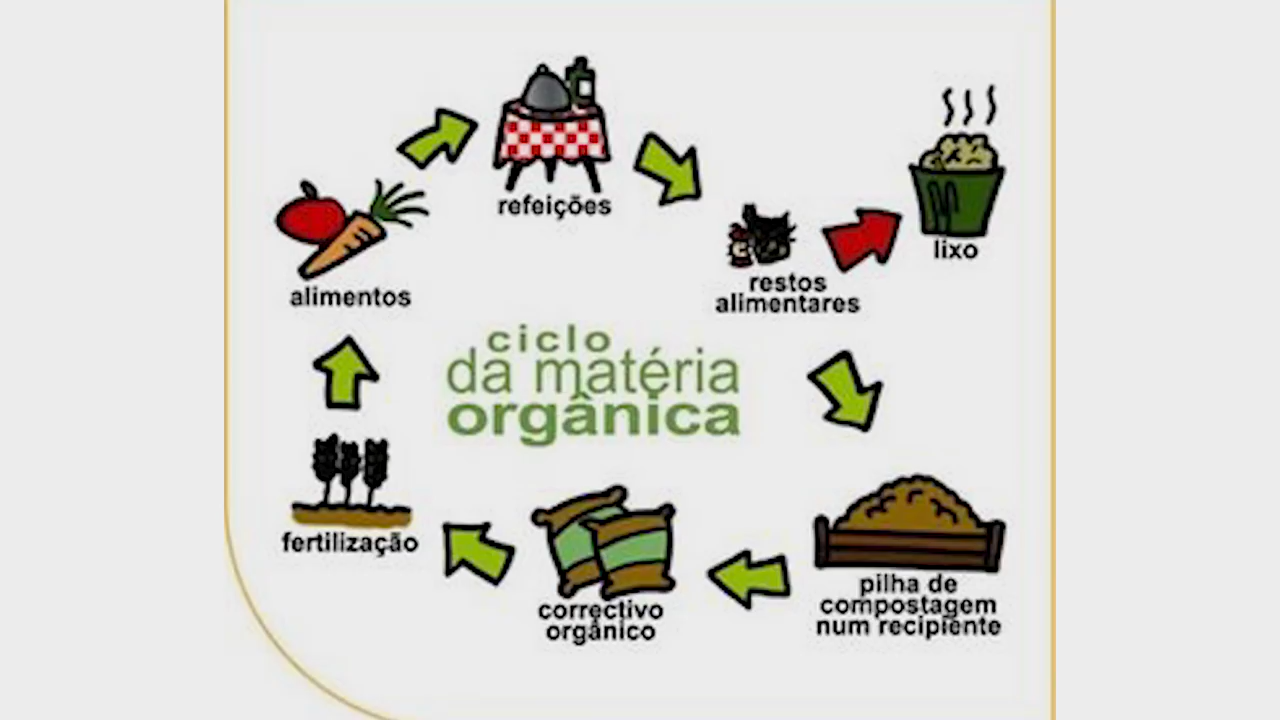 refeições
lixo
restos
alimentares
alimentos
ciclo
da matéria
orgânica
pilha de
compostagem
num recipiente
correctivo
orgânico
fertilização